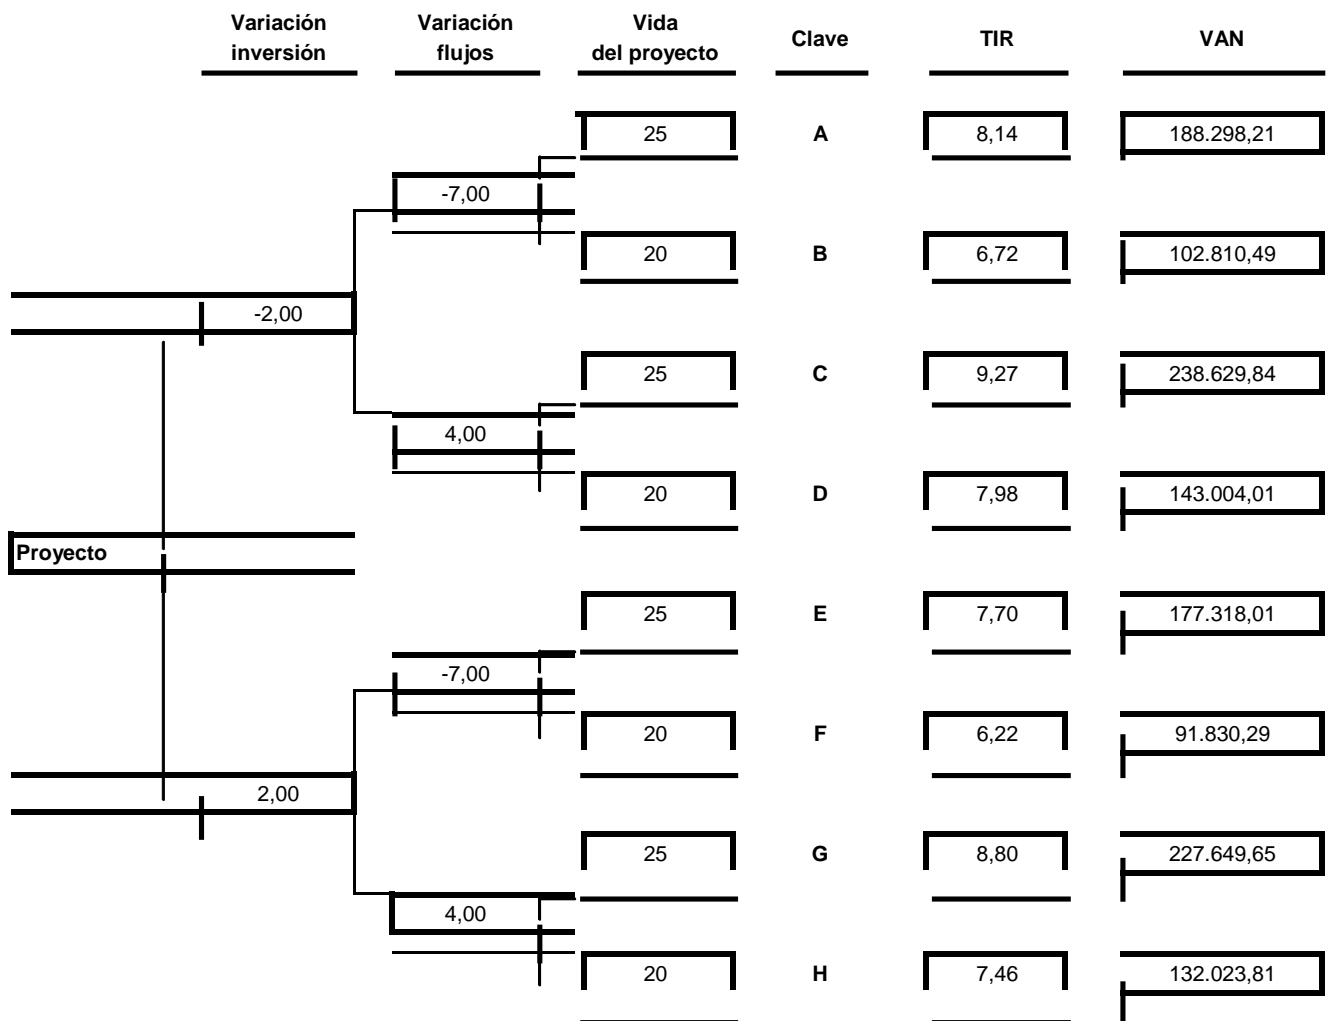 Variación inversión
Variación flujos
Vida del proyecto
Clave
TIR
VAN
25 A 8,14 188.298,21
-7,00
20 B 6,72 102.810,49
-2,00
25 C 9,27 238.629,84
4,00
20 D 7,98 143.004,01
Proyecto
25 E 7,70 177.318,01
-7,00
20 F 6,22 91.830,29
2,00
25 G 8,80 227.649,65
4,00
20 H 7,46 132.023,81